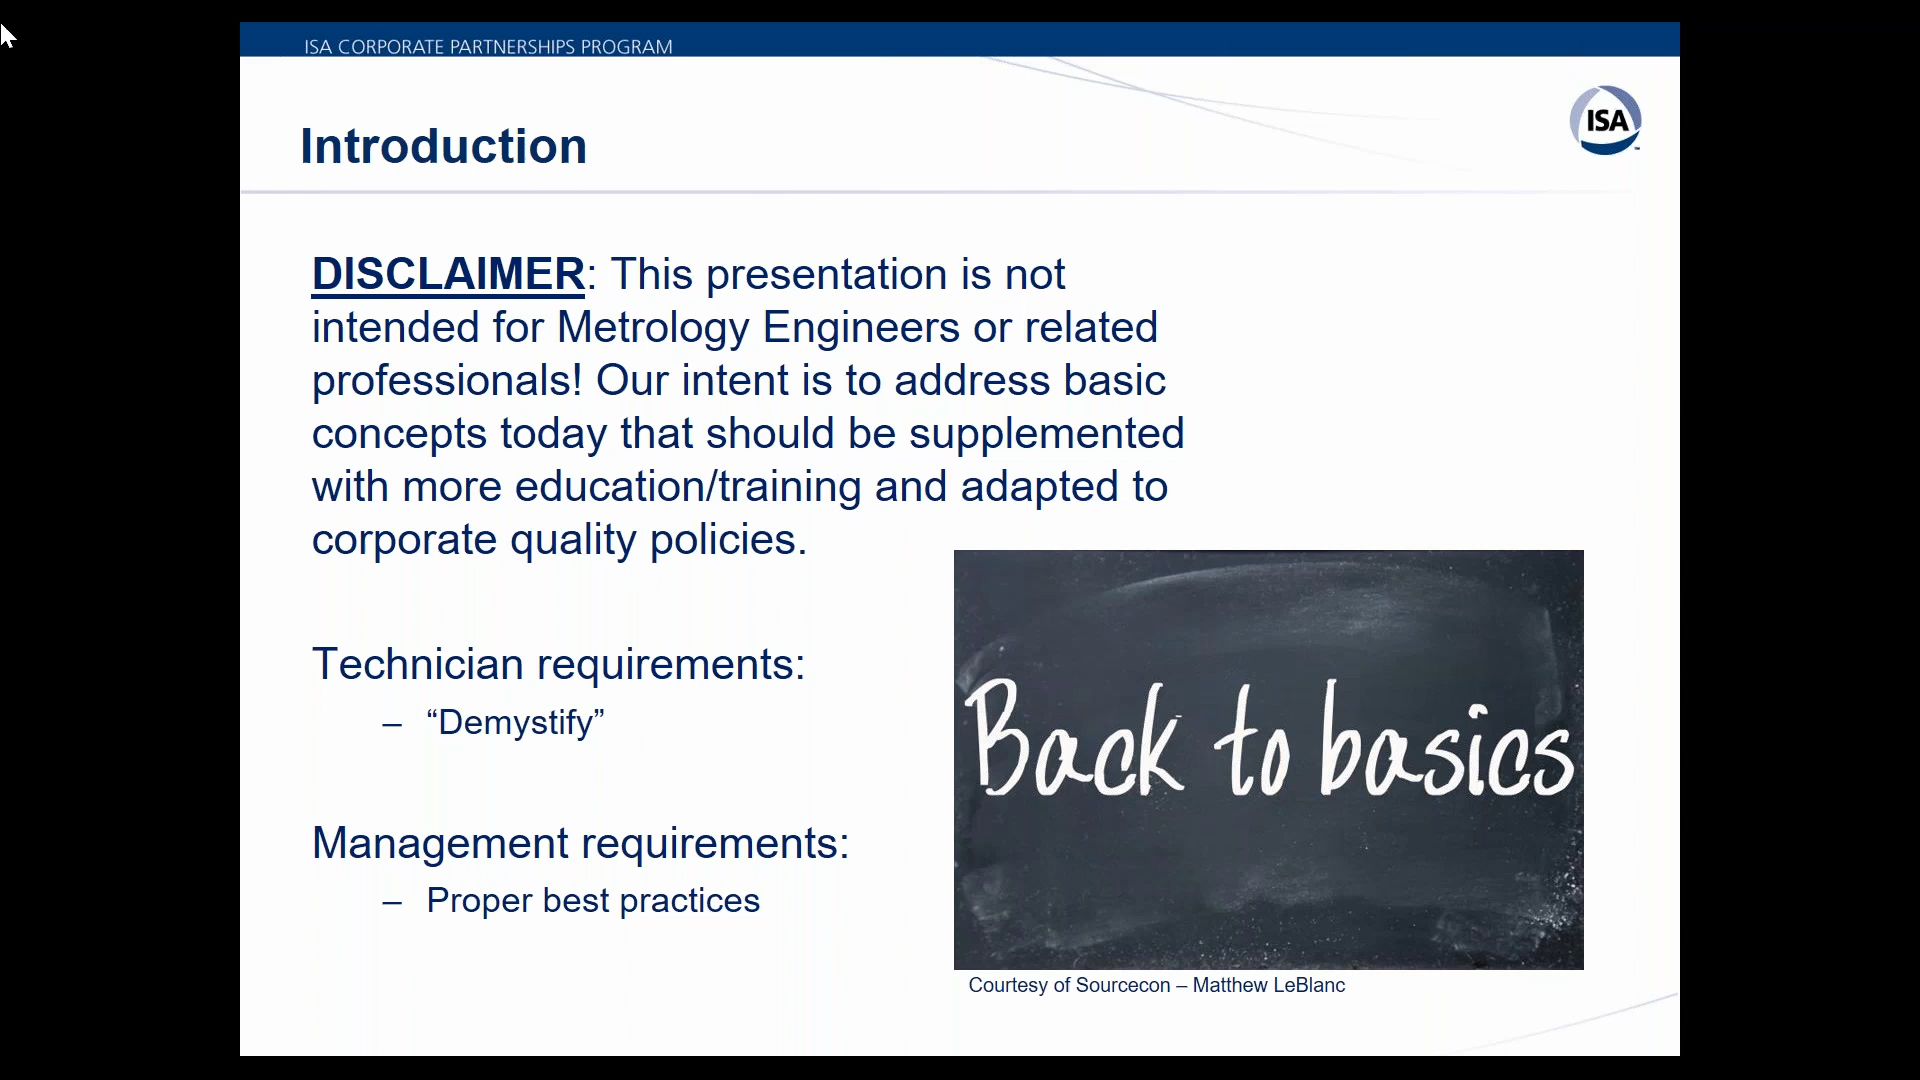 ISA CORPORATE PARTNERSHIPS PROGRAM
Introduction
ISA
™
DISCLAIMER: This presentation is not
intended for Metrology Engineers or related
professionals! Our intent is to address basic
concepts today that should be supplemented
with more education/training and adapted to
corporate quality policies.
Technician requirements:
– “Demystify”
Management requirements:
– Proper best practices
Back to basics
Courtesy of Sourcecon – Matthew LeBlanc